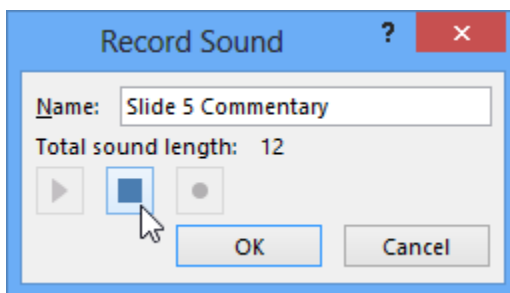 Record Sound ? ×
Name: Slide 5 Commentary
Total sound length: 12
OK Cancel